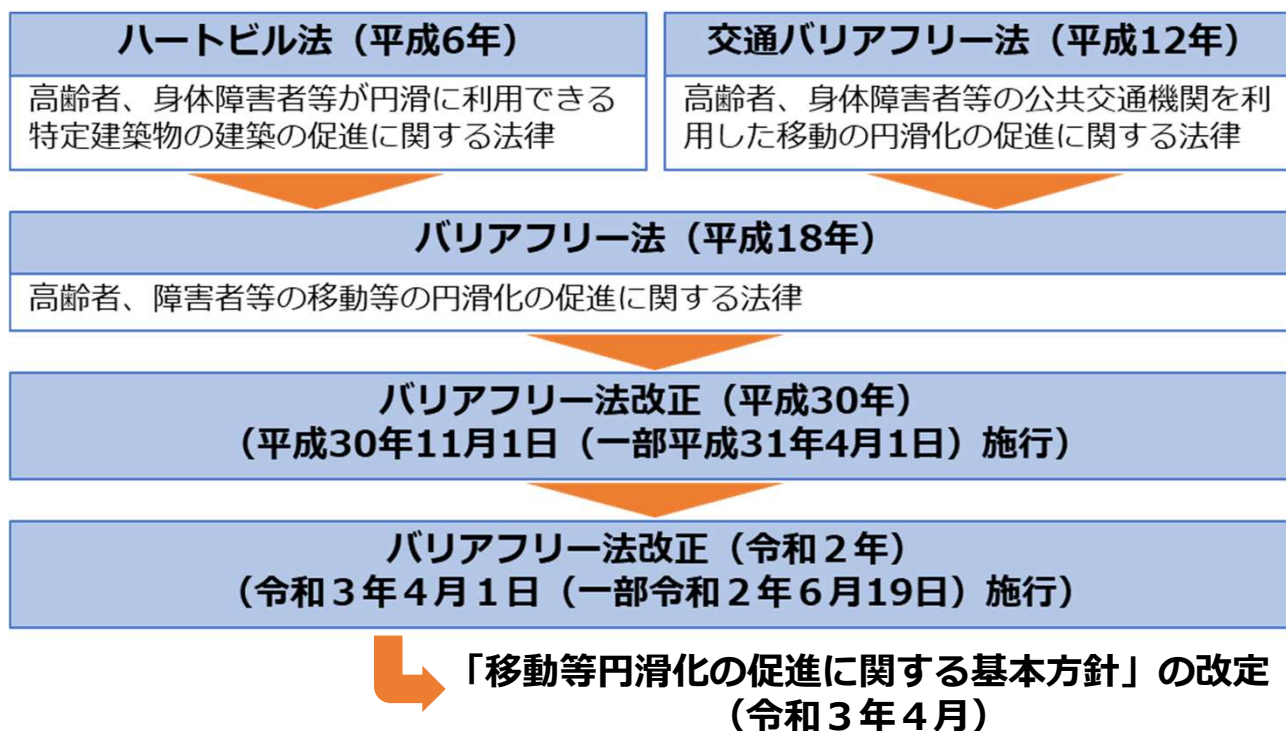 ハートビル法（平成6年）
高齢者、身体障害者等が円滑に利用できる
特定建築物の建築の促進に関する法律
交通バリアフリー法（平成12年）
高齢者、身体障害者等の公共交通機関を利
用した移動の円滑化の促進に関する法律
バリアフリー法（平成18年）
高齢者、障害者等の移動等の円滑化の促進に関する法律
バリアフリー法改正（平成30年）
（平成30年11月1日（一部平成31年4月1日）施行）
バリアフリー法改正（令和２年）
（令和３年４月１日（一部令和２年６月19日）施行）
「移動等円滑化の促進に関する基本方針」の改定
（令和３年４月）